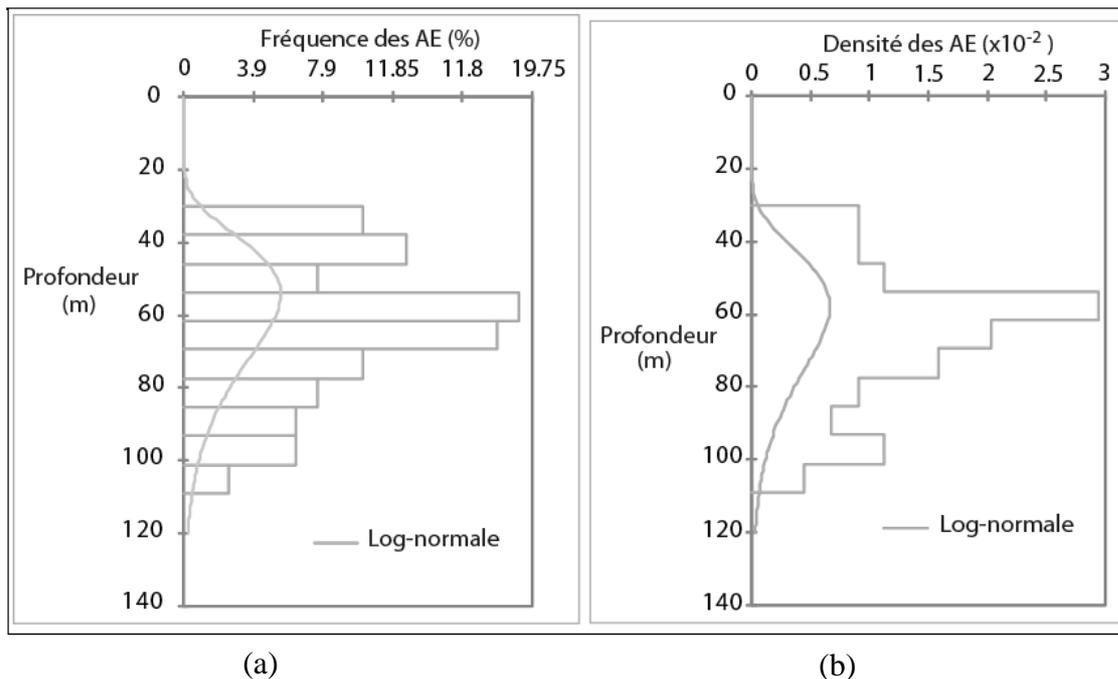 Fréquence des AE (%)
0 3.9 7.9 11.85 11.8 19.75
0
20
40
60
80
100
120
140
Profondeur
(m)
Log-normale
(a)
Densité des AE (x10⁻²)
0 0.5 1 1.5 2 2.5 3
0
20
40
60
80
100
120
140
Profondeur
(m)
Log-normale
(b)